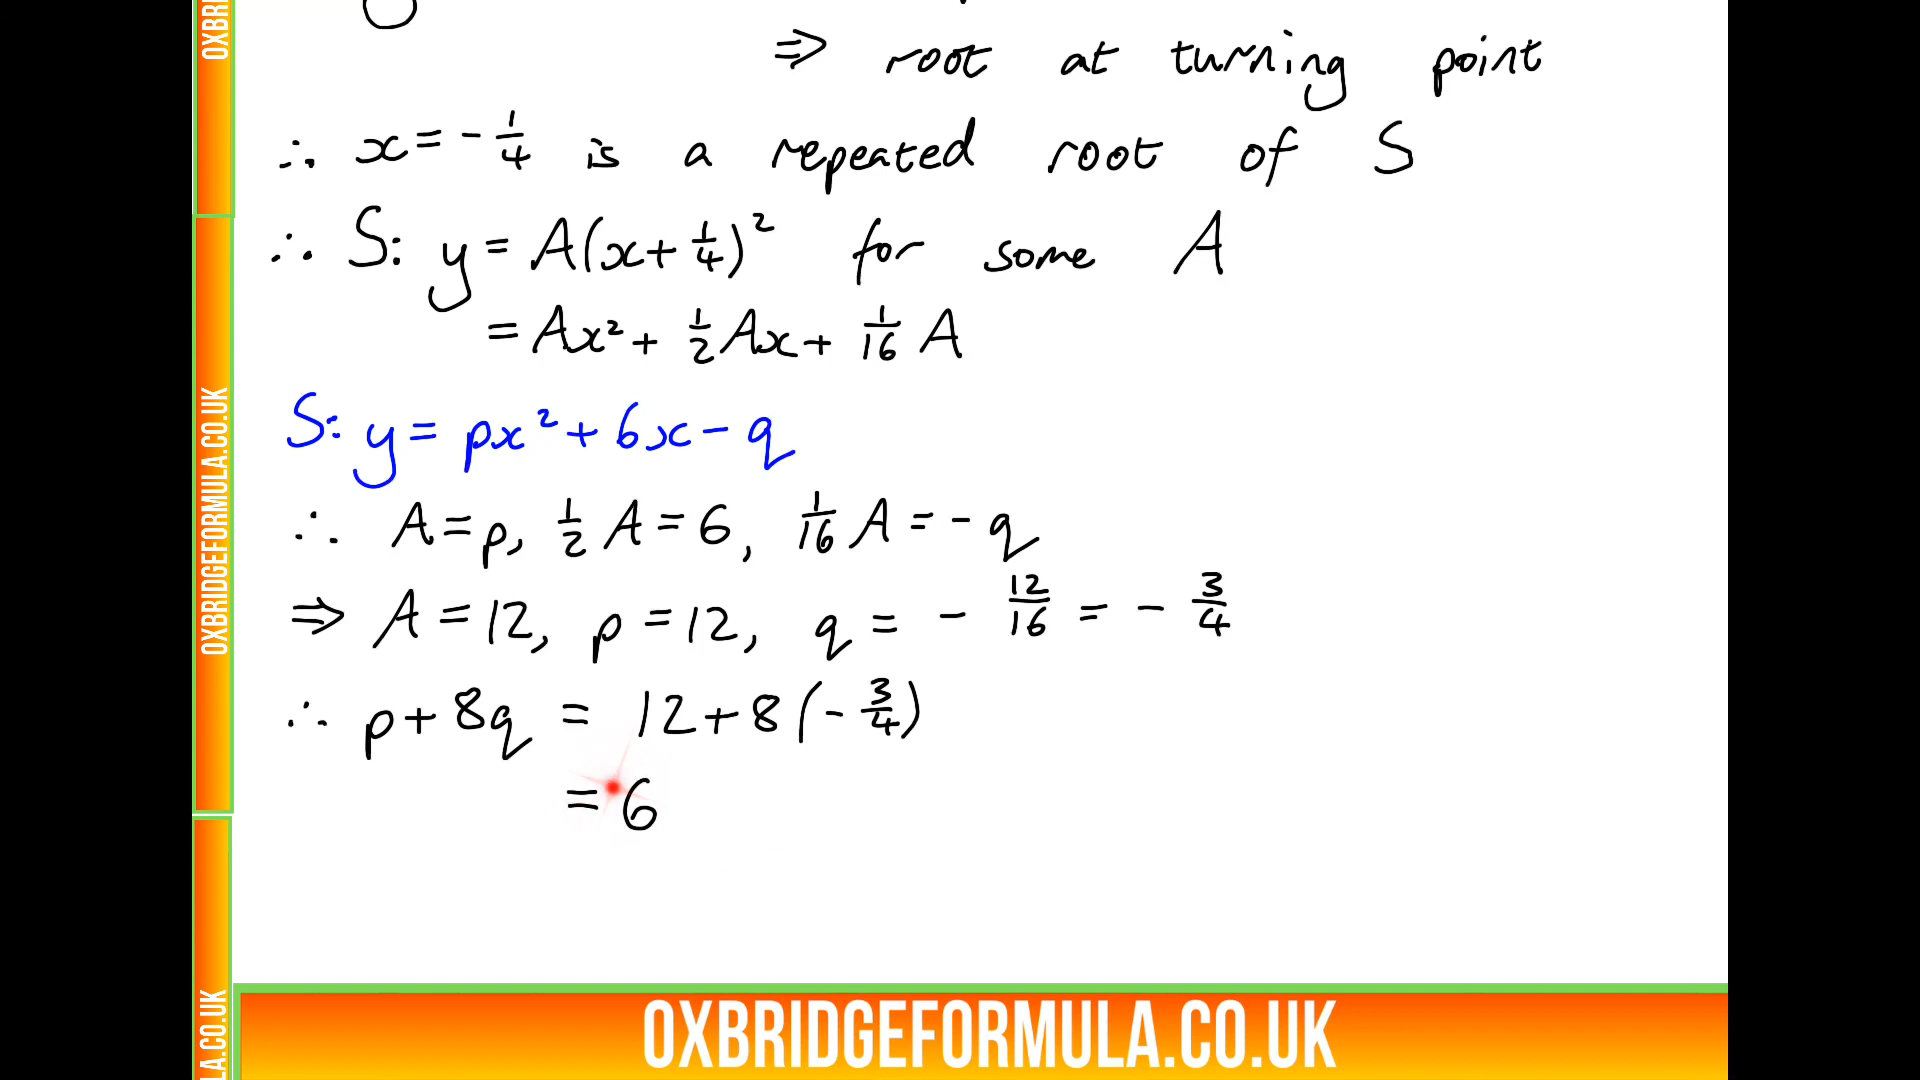 ⇒ root at turning point
∴ x = -1/4 is a repeated root of S
∴ S: y = A(x + 1/4)² for some A
= Ax² + 1/2 Ax + 1/16 A
S: y = px² + 6x - q
∴ A = p, 1/2 A = 6, 1/16 A = -q
⇒ A = 12, p = 12, q = - 12/16 = - 3/4
∴ p + 8q = 12 + 8(- 3/4)
= 6
OXBRIDGEFORMULA.CO.UK
OXBRIDGEFORMULA.CO.UK